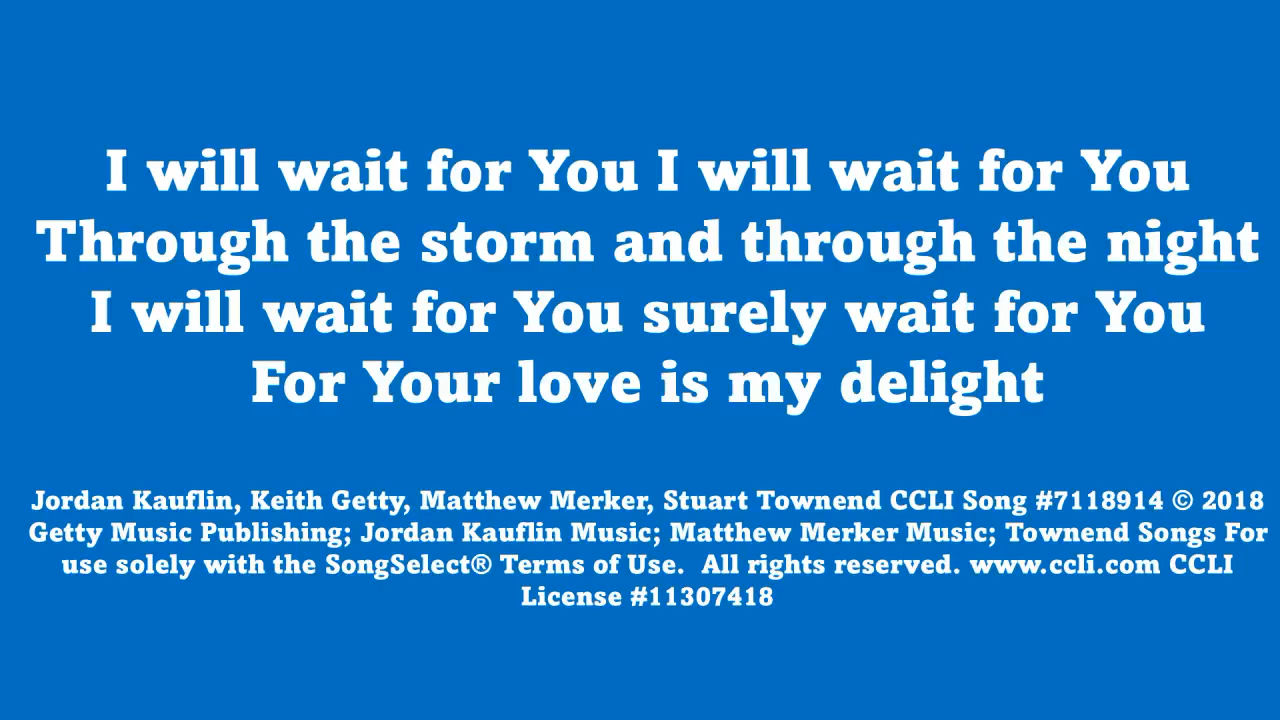 I will wait for You I will wait for You
Through the storm and through the night
I will wait for You surely wait for You
For Your love is my delight
Jordan Kauflin, Keith Getty, Matthew Merker, Stuart Townend CCLI Song #7118914 © 2018
Getty Music Publishing; Jordan Kauflin Music; Matthew Merker Music; Townend Songs For
use solely with the SongSelect® Terms of Use.  All rights reserved. www.ccli.com CCLI
License #11307418